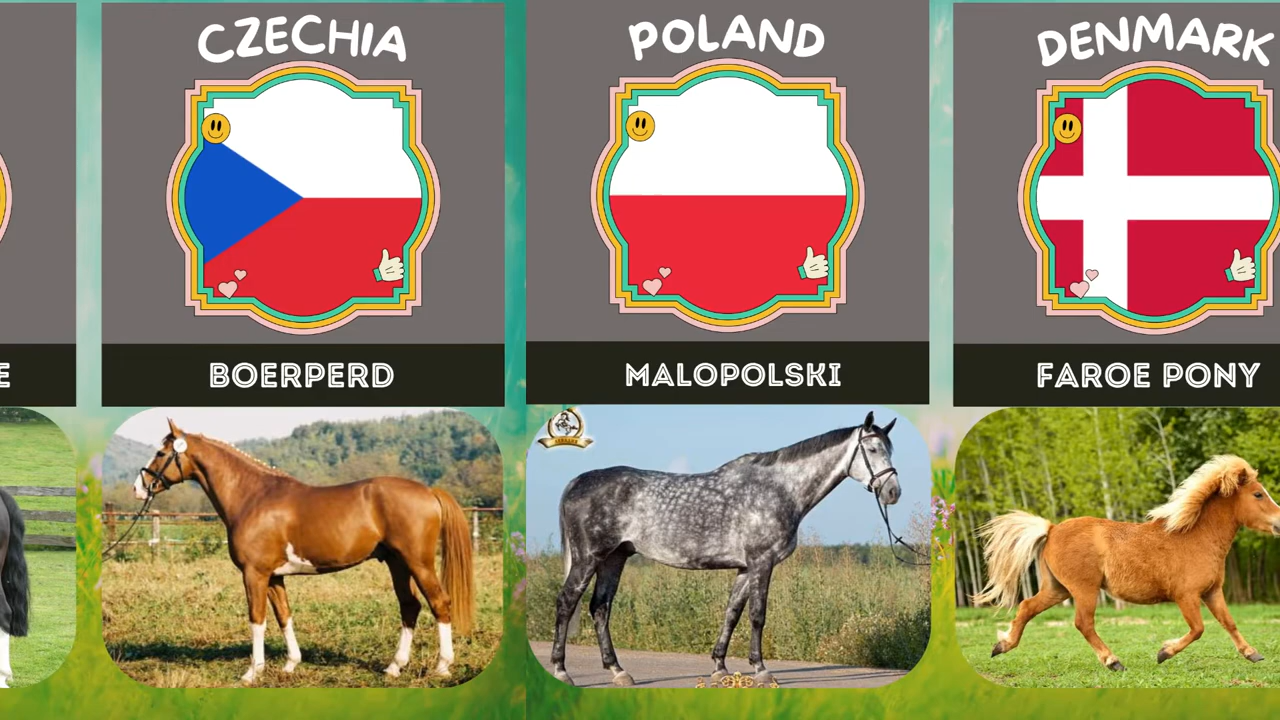 CZECHIA
POLAND
DENMARK
E
BOERPERD
MALOPOLSKI
FAROE PONY